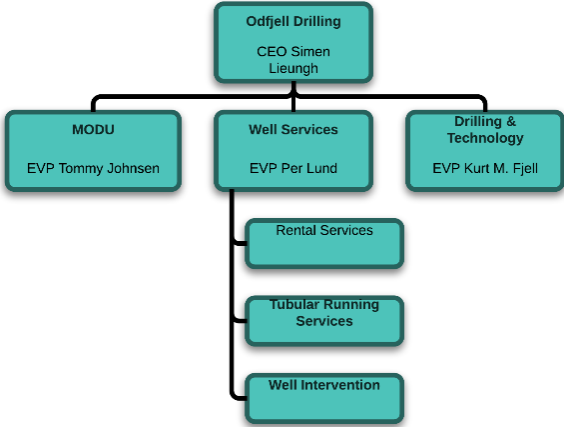 Odfjell Drilling
CEO Simen
Lieungh
MODU
EVP Tommy Johnsen
Well Services
EVP Per Lund
Drilling &
Technology
EVP Kurt M. Fjell
Rental Services
Tubular Running
Services
Well Intervention